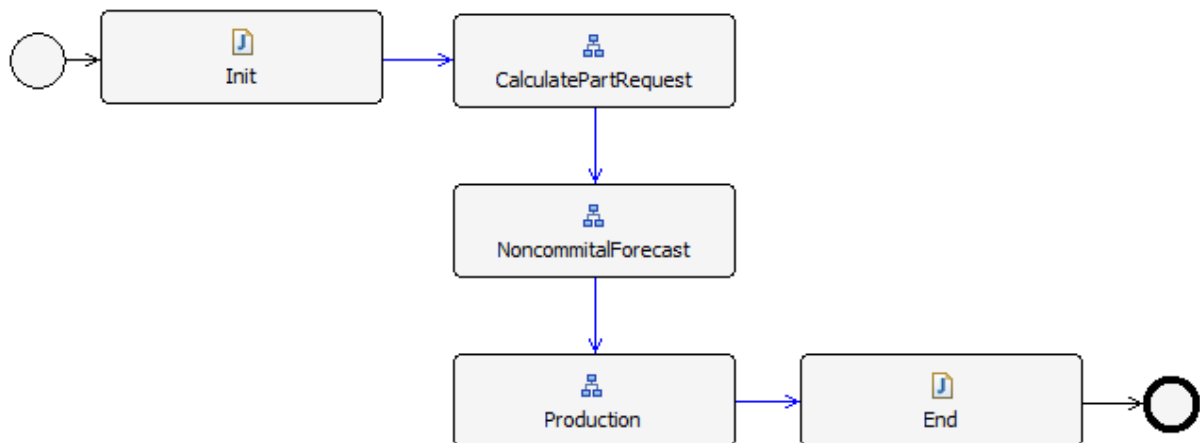 Init
CalculatePartRequest
NoncommitalForecast
Production
End